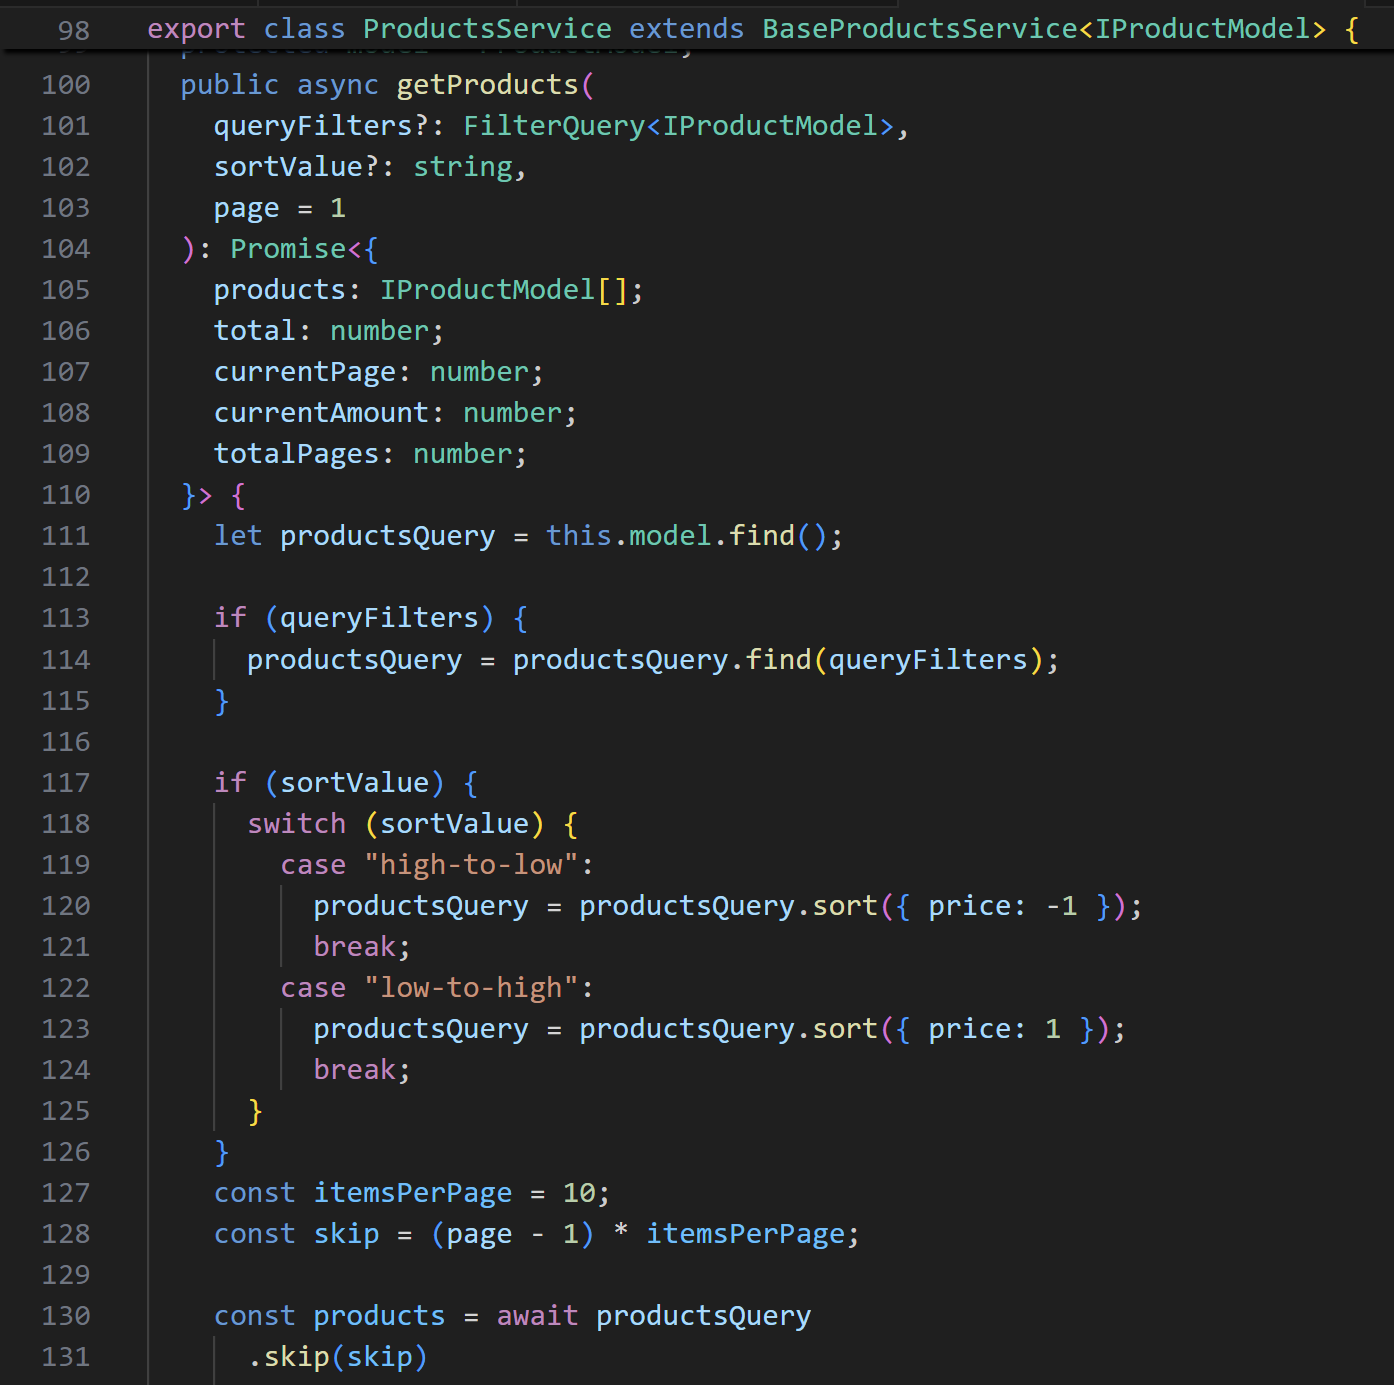 98 export class ProductsService extends BaseProductsService<IProductModel> {
100 public async getProducts(
101 queryFilters?: FilterQuery<IProductModel>,
102 sortValue?: string,
103 page = 1
104 ): Promise<{
105 products: IProductModel[];
106 total: number;
107 currentPage: number;
108 currentAmount: number;
109 totalPages: number;
110 }> {
111 let productsQuery = this.model.find();
112
113 if (queryFilters) {
114 productsQuery = productsQuery.find(queryFilters);
115 }
116
117 if (sortValue) {
118 switch (sortValue) {
119 case "high-to-low":
120 productsQuery = productsQuery.sort({ price: -1 });
121 break;
122 case "low-to-high":
123 productsQuery = productsQuery.sort({ price: 1 });
124 break;
125 }
126 }
127 const itemsPerPage = 10;
128 const skip = (page - 1) * itemsPerPage;
129
130 const products = await productsQuery
131 .skip(skip)